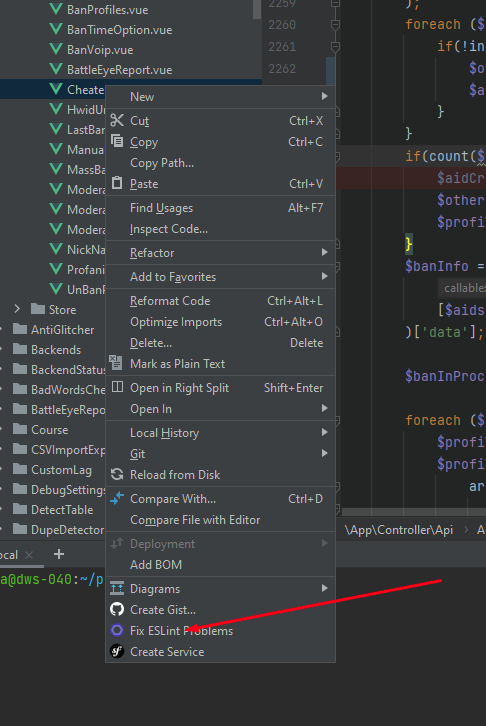 BanProfiles.vue
BanTimeOption.vue
BanVoip.vue
BattleEyeReport.vue
Cheate
HwidU
LastBa
Manua
MassBa
Modera
Modera
Modera
NickNa
Profani
UnBanF
Store
AntiGlitcher
Backends
BackendStatus
BadWordsChe
BattleEyeRepo
Course
CSVImportExp
CustomLag
DebugSettings
DetectTable
DupeDetector
New
Cut Ctrl+X
Copy Ctrl+C
Copy Path...
Paste Ctrl+V
Find Usages Alt+F7
Inspect Code...
Refactor
Add to Favorites
Reformat Code Ctrl+Alt+L
Optimize Imports Ctrl+Alt+O
Delete... Delete
Mark as Plain Text
Open in Right Split Shift+Enter
Open In
Local History
Git
Reload from Disk
Compare With... Ctrl+D
Compare File with Editor
Deployment
Add BOM
Diagrams
Create Gist...
Fix ESLint Problems
Create Service
2259
2260
2261
2262
);
foreach ($
if(!in
$o
$a
}
}
if(count($
$aidCr
$other
$profi
}
$banInfo =
callable:
[$aids
)['data'];
$banInProc
foreach ($
$profi
$profi
ar
\App\Controller\Api › A
ocal × +
a@dws-040:~/p